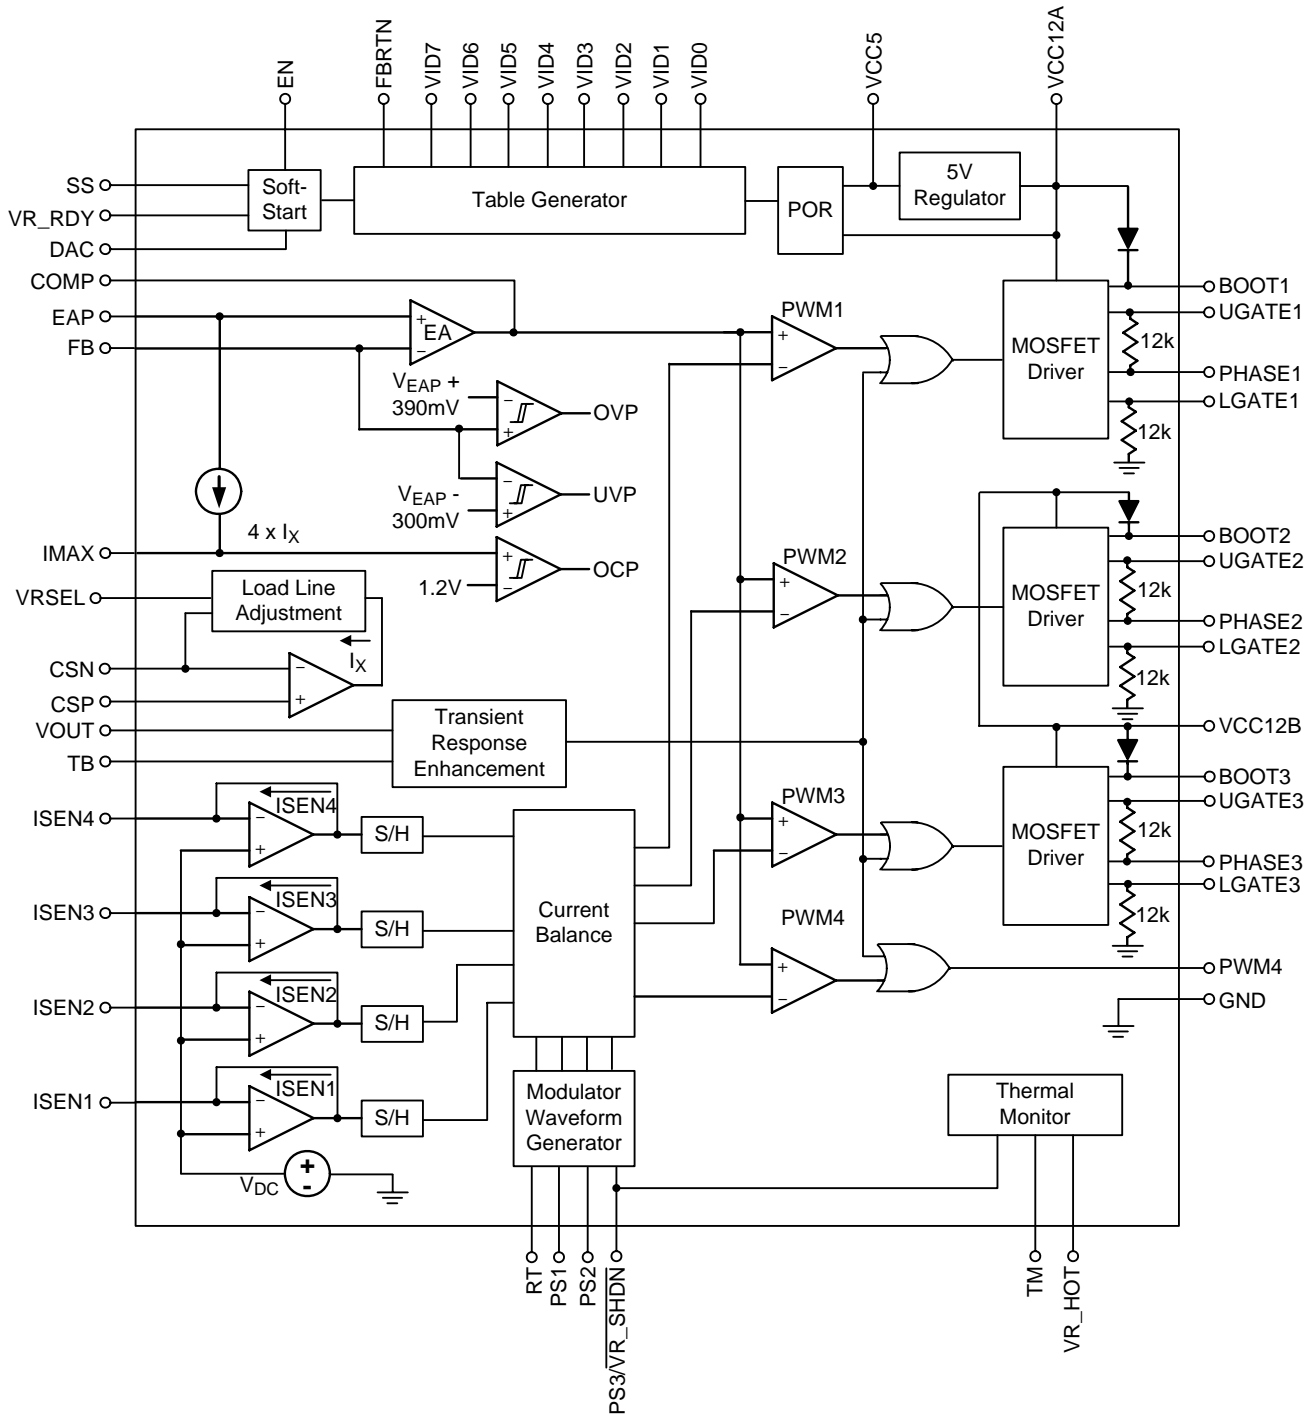 EN
FBRTN
VID7
VID6
VID5
VID4
VID3
VID2
VID1
VID0
VCC5
VCC12A
SS
VR_RDY
DAC
COMP
EAP
FB
Soft-
Start
Table Generator
POR
5V
Regulator
+
EA
−
PWM1
+
−
MOSFET
Driver
BOOT1
UGATE1
12k
PHASE1
LGATE1
12k
VEAP +
390mV
−
+
OVP
VEAP -
300mV
−
+
UVP
4 x IX
IMAX
1.2V
+
−
OCP
VRSEL
Load Line
Adjustment
IX
CSN
CSP
−
+
PWM2
+
−
MOSFET
Driver
BOOT2
UGATE2
12k
PHASE2
LGATE2
12k
VCC12B
VOUT
TB
Transient
Response
Enhancement
BOOT3
UGATE3
12k
PHASE3
LGATE3
12k
MOSFET
Driver
PWM3
+
−
ISEN4
ISEN4
−
+
S/H
ISEN3
ISEN3
−
+
S/H
ISEN2
ISEN2
−
+
S/H
ISEN1
ISEN1
−
+
S/H
Current
Balance
PWM4
+
−
PWM4
GND
VDC
+
-
Modulator
Waveform
Generator
Thermal
Monitor
RT
PS1
PS2
PS3/VR_SHDN
TM
VR_HOT